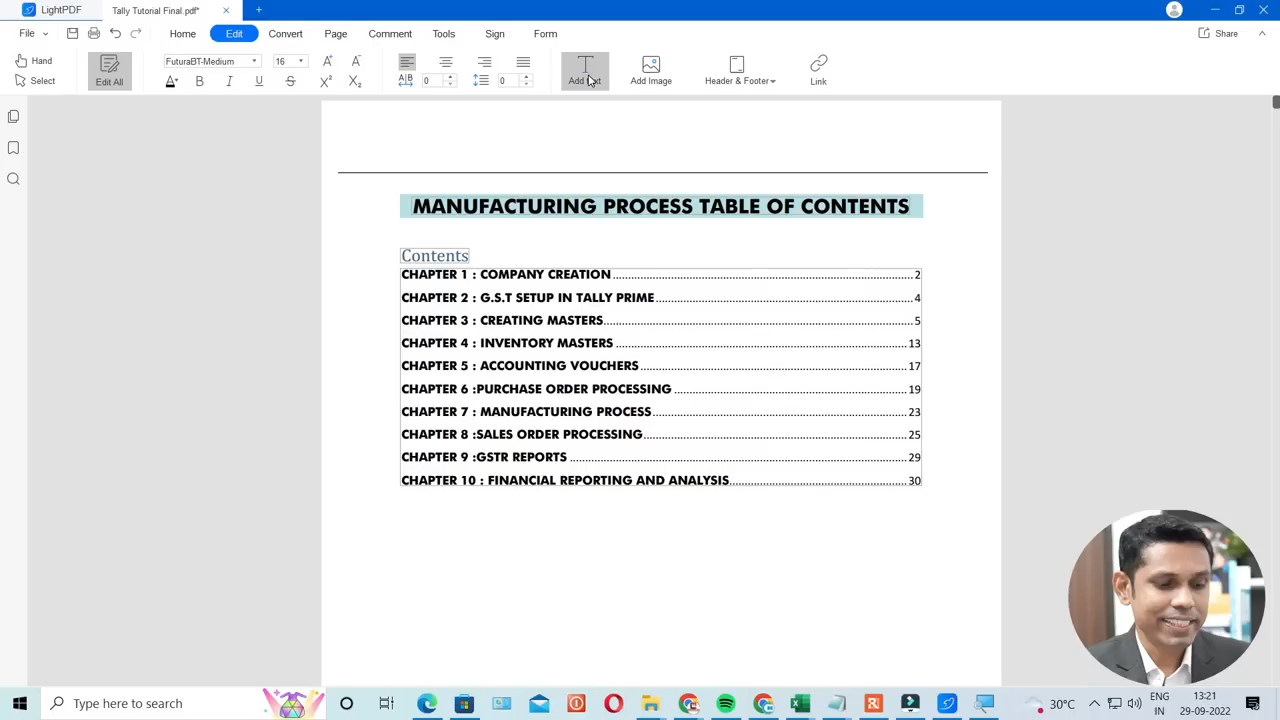 LightPDF
Tally Tutorial Final.pdf*
File
Home
Edit
Convert
Page
Comment
Tools
Sign
Form
Share
Hand
Select
Edit All
FuturaBT-Medium
16
0
0
Add Text
Add Image
Header & Footer
Link
MANUFACTURING PROCESS TABLE OF CONTENTS
Contents
CHAPTER 1 : COMPANY CREATION 2
CHAPTER 2 : G.S.T SETUP IN TALLY PRIME 4
CHAPTER 3 : CREATING MASTERS 5
CHAPTER 4 : INVENTORY MASTERS 13
CHAPTER 5 : ACCOUNTING VOUCHERS 17
CHAPTER 6 :PURCHASE ORDER PROCESSING 19
CHAPTER 7 : MANUFACTURING PROCESS 23
CHAPTER 8 :SALES ORDER PROCESSING 25
CHAPTER 9 :GSTR REPORTS 29
CHAPTER 10 : FINANCIAL REPORTING AND ANALYSIS 30
Type here to search
30°C
ENG
IN
13:21
29-09-2022